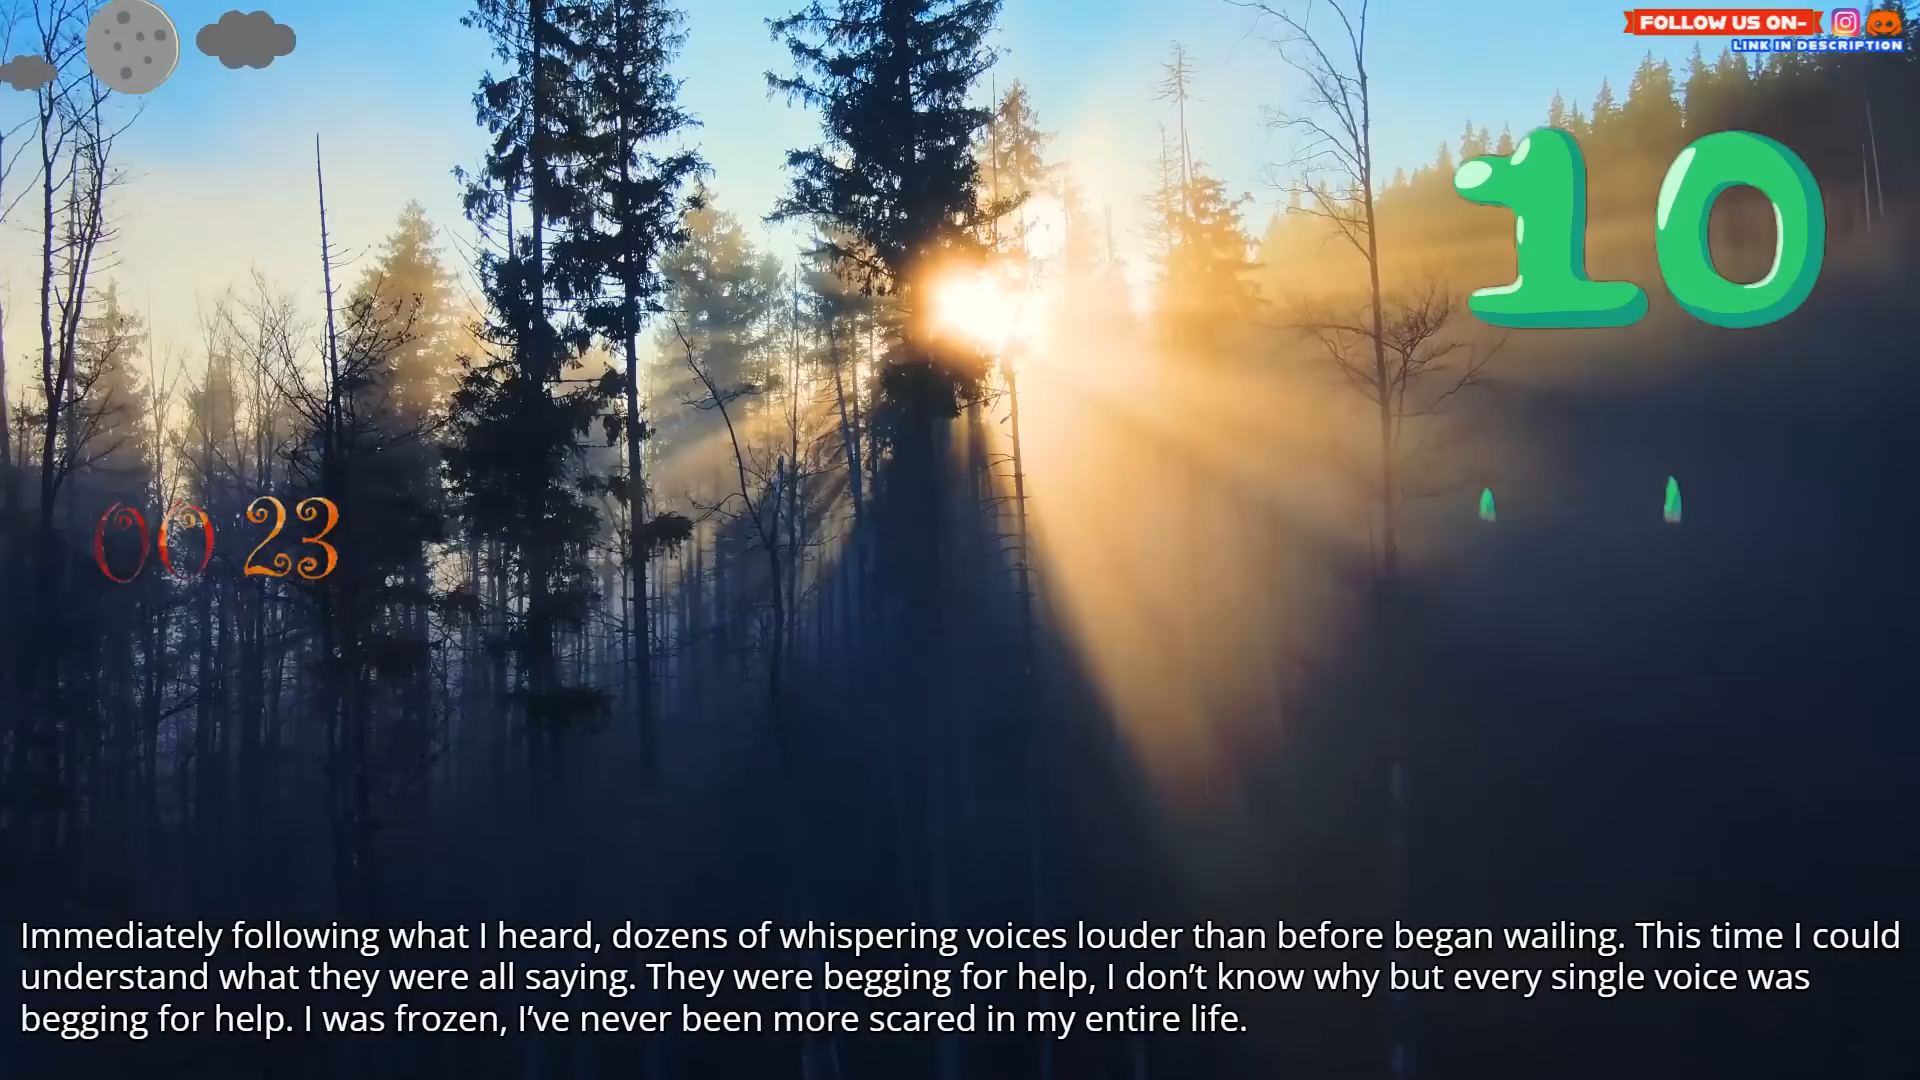 FOLLOW US ON-
LINK IN DESCRIPTION
10
00 23
Immediately following what I heard, dozens of whispering voices louder than before began wailing. This time I could
understand what they were all saying. They were begging for help, I don’t know why but every single voice was
begging for help. I was frozen, I’ve never been more scared in my entire life.